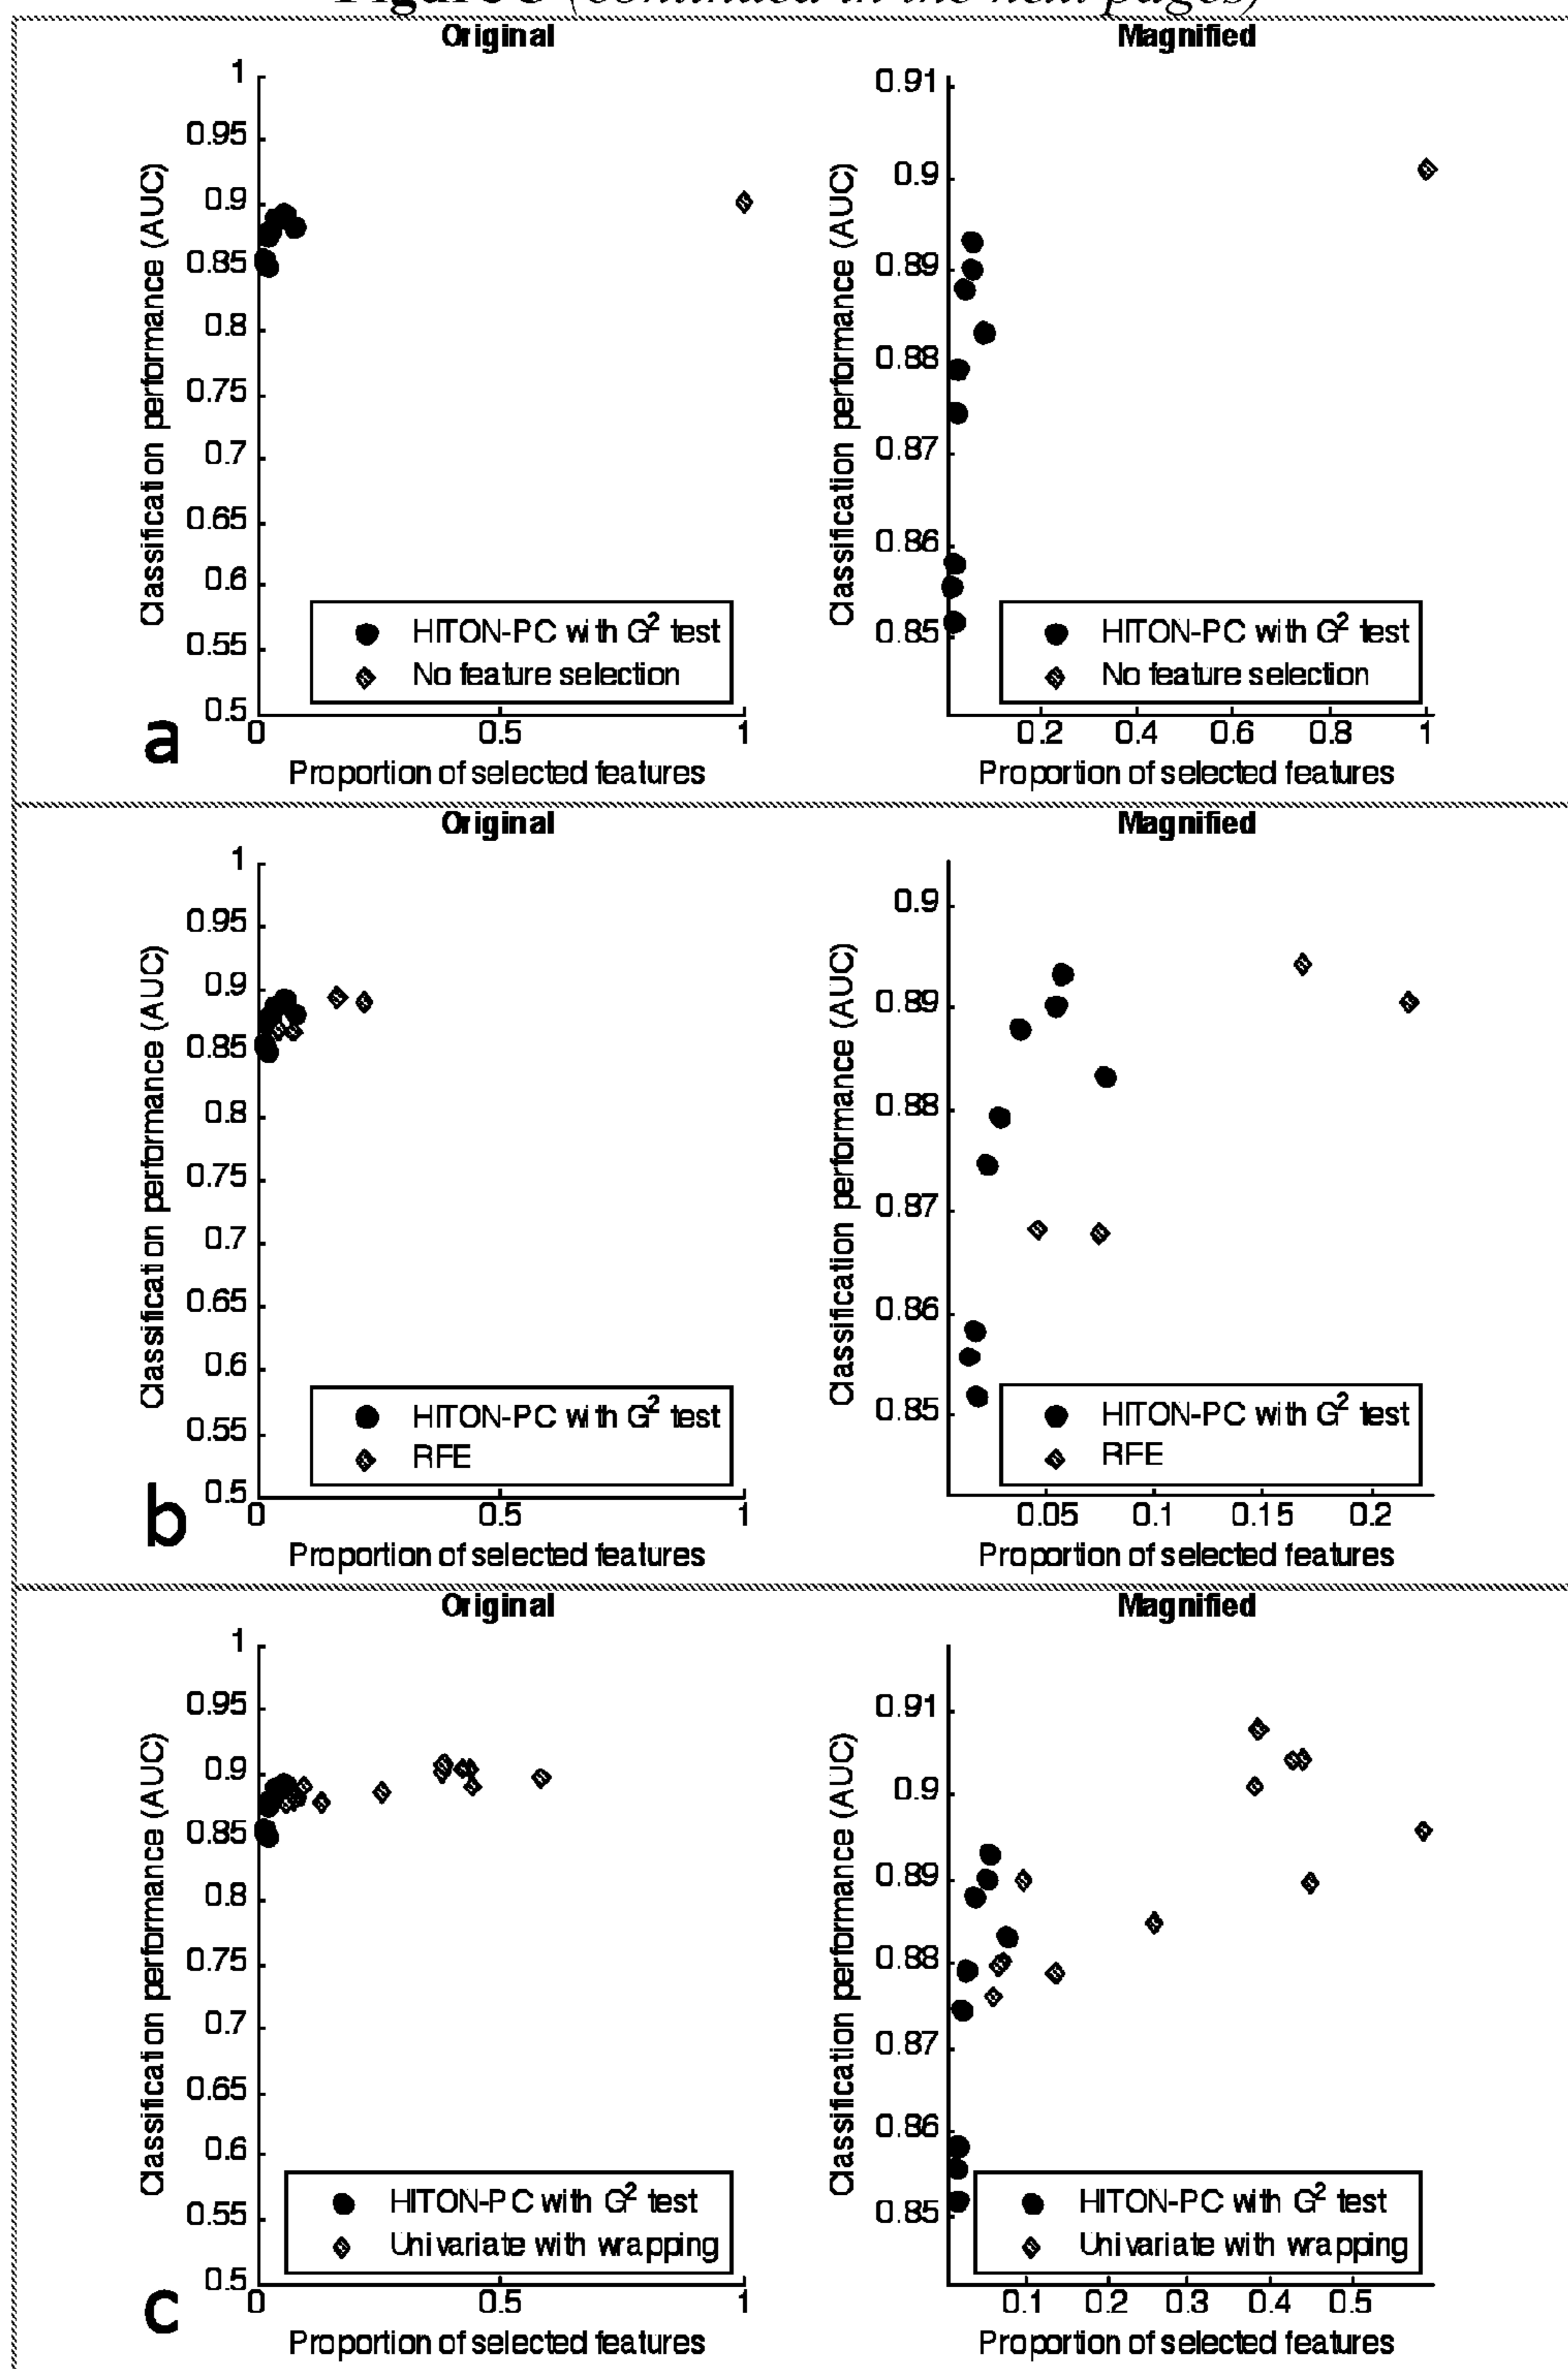 Figure 3 (continued in the next pages)
Original
Magnified
1
0.95
0.9
0.85
0.8
0.75
0.7
0.65
0.6
0.55
0.5
Classification performance (AUC)
HITON-PC with G² test
No feature selection
0
0.5
1
Proportion of selected features
0.91
0.9
0.89
0.88
0.87
0.86
0.85
Classification performance (AUC)
HITON-PC with G² test
No feature selection
0.2
0.4
0.6
0.8
1
Proportion of selected features
a
Original
Magnified
1
0.95
0.9
0.85
0.8
0.75
0.7
0.65
0.6
0.55
0.5
Classification performance (AUC)
HITON-PC with G² test
RFE
0
0.5
1
Proportion of selected features
0.9
0.89
0.88
0.87
0.86
0.85
Classification performance (AUC)
HITON-PC with G² test
RFE
0.05
0.1
0.15
0.2
Proportion of selected features
b
Original
Magnified
1
0.95
0.9
0.85
0.8
0.75
0.7
0.65
0.6
0.55
0.5
Classification performance (AUC)
HITON-PC with G² test
Univariate with wrapping
0
0.5
1
Proportion of selected features
0.91
0.9
0.89
0.88
0.87
0.86
0.85
Classification performance (AUC)
HITON-PC with G² test
Univariate with wrapping
0.1
0.2
0.3
0.4
0.5
Proportion of selected features
c